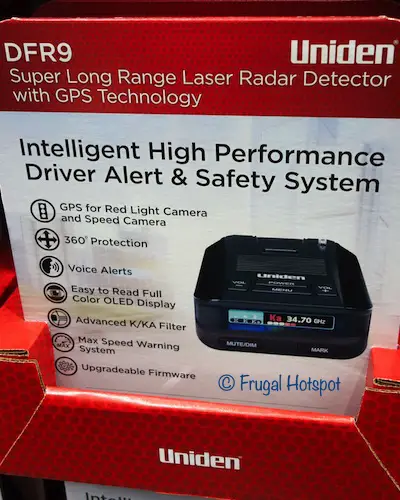 DFR9
Uniden
Super Long Range Laser Radar Detector
with GPS Technology
Intelligent High Performance
Driver Alert & Safety System
GPS for Red Light Camera
and Speed Camera
360° Protection
Voice Alerts
Easy to Read Full
Color OLED Display
Advanced K/KA Filter
Max Speed Warning
System
Upgradeable Firmware
MAX
Uniden
VOL
POWER
VOL
MENU
Ka 34.70 GHz
MUTE/DIM
MARK
© Frugal Hotspot
Uniden